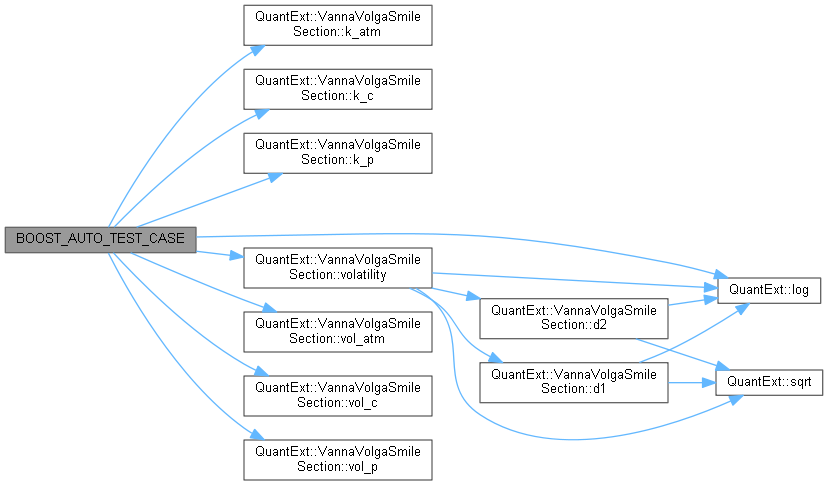 QuantExt::VannaVolgaSmile
Section::k_atm
QuantExt::VannaVolgaSmile
Section::k_c
QuantExt::VannaVolgaSmile
Section::k_p
BOOST_AUTO_TEST_CASE
QuantExt::VannaVolgaSmile
Section::volatility
QuantExt::VannaVolgaSmile
Section::vol_atm
QuantExt::VannaVolgaSmile
Section::vol_c
QuantExt::VannaVolgaSmile
Section::vol_p
QuantExt::VannaVolgaSmile
Section::d2
QuantExt::VannaVolgaSmile
Section::d1
QuantExt::log
QuantExt::sqrt